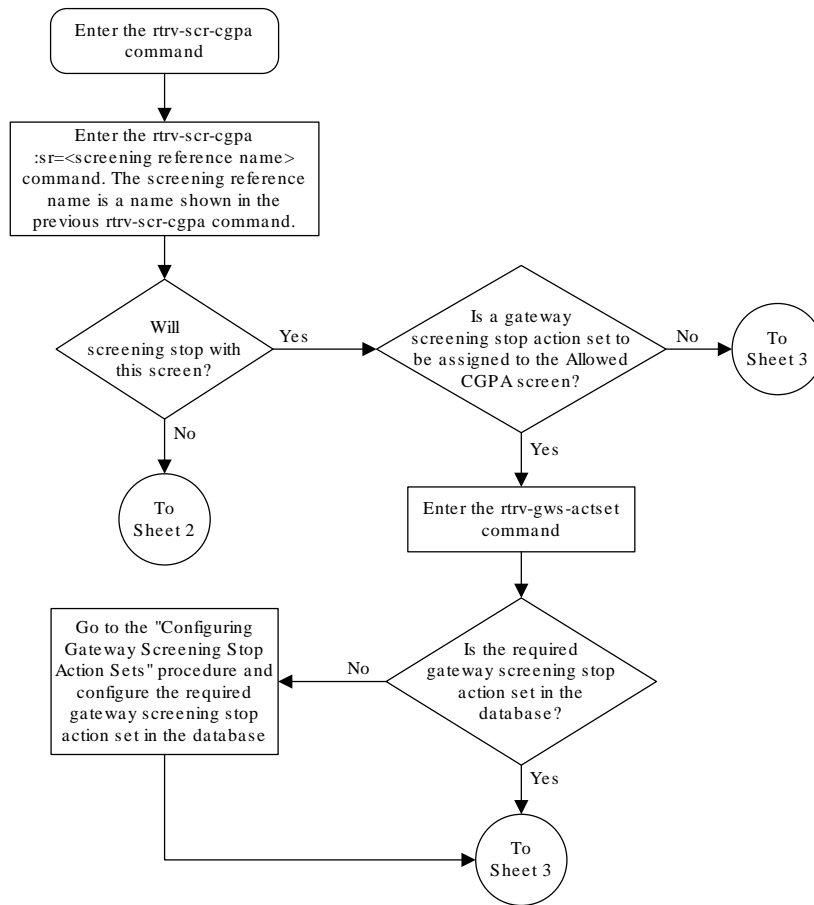 Enter the rtrv-scr-cgpa
command
Enter the rtrv-scr-cgpa
:sr=<screening reference name>
command. The screening reference
name is a name shown in the
previous rtrv-scr-cgpa command.
Will
screening stop with
this screen?
Yes
No
To
Sheet 2
Is a gateway
screening stop action set to
be assigned to the Allowed
CGPA screen?
No
To
Sheet 3
Yes
Enter the rtrv-gws-actset
command
Is the required
gateway screening stop
action set in the
database?
No
Go to the "Configuring
Gateway Screening Stop
Action Sets" procedure and
configure the required
gateway screening stop
action set in the database
Yes
To
Sheet 3